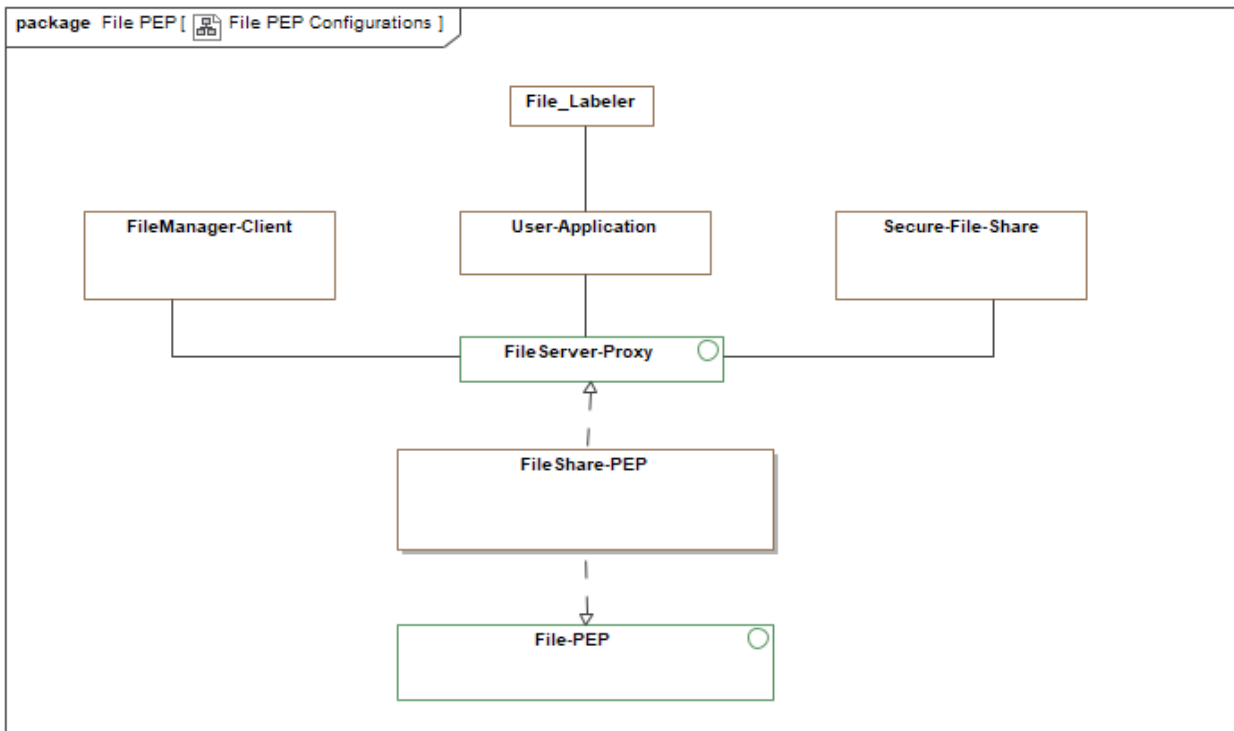 package File PEP [ File PEP Configurations ]
File_Labeler
FileManager-Client
User-Application
Secure-File-Share
FileServer-Proxy
FileShare-PEP
File-PEP